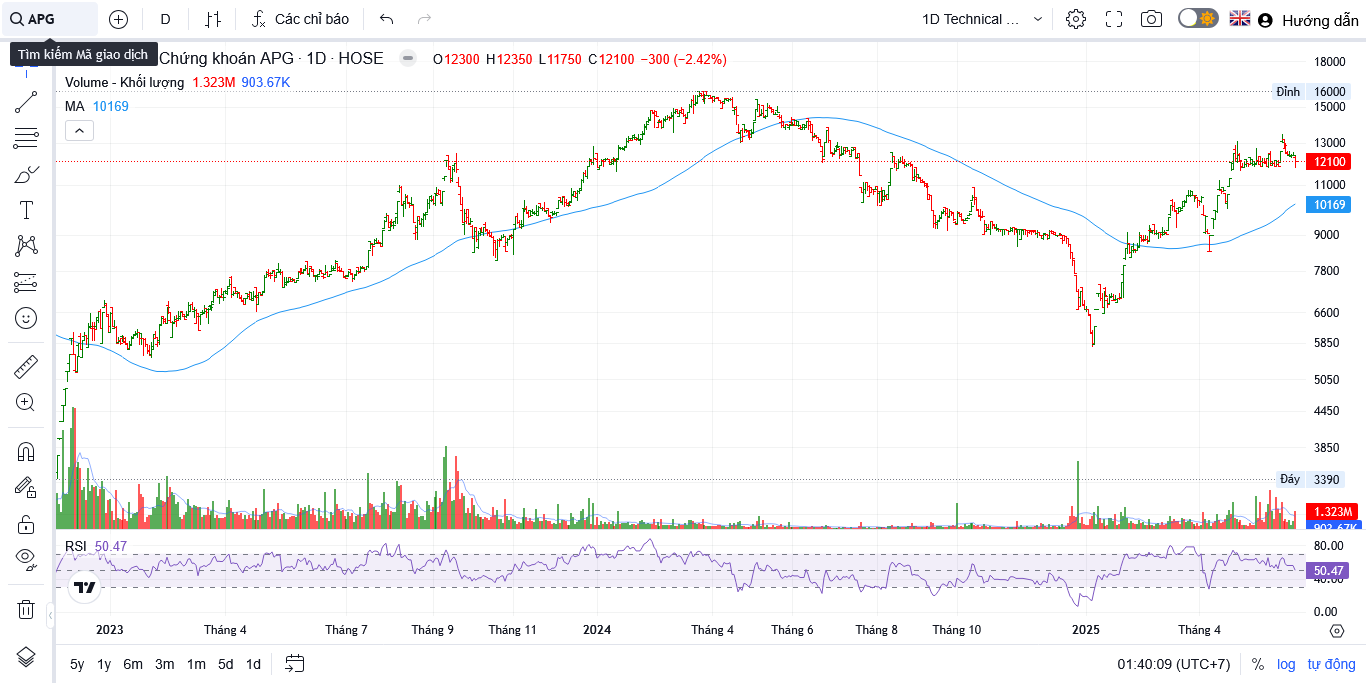 APG
D
Các chỉ báo
1D Technical ...
Hướng dẫn
Tìm kiếm Mã giao dịch
Chứng khoán APG · 1D · HOSE
O12300 H12350 L11750 C12100 −300 (−2.42%)
Volume - Khối lượng 1.323M 903.67K
MA 10169
18000
Đỉnh 16000
15000
13000
12100
11000
10169
9000
7800
6600
5850
5050
4450
3850
Đáy 3390
1.323M
903.67K
RSI 50.47
80.00
50.47
40.00
0.00
2023 Tháng 4 Tháng 7 Tháng 9 Tháng 11 2024 Tháng 4 Tháng 6 Tháng 8 Tháng 10 2025 Tháng 4
5y 1y 6m 3m 1m 5d 1d
01:40:09 (UTC+7) % log tự động